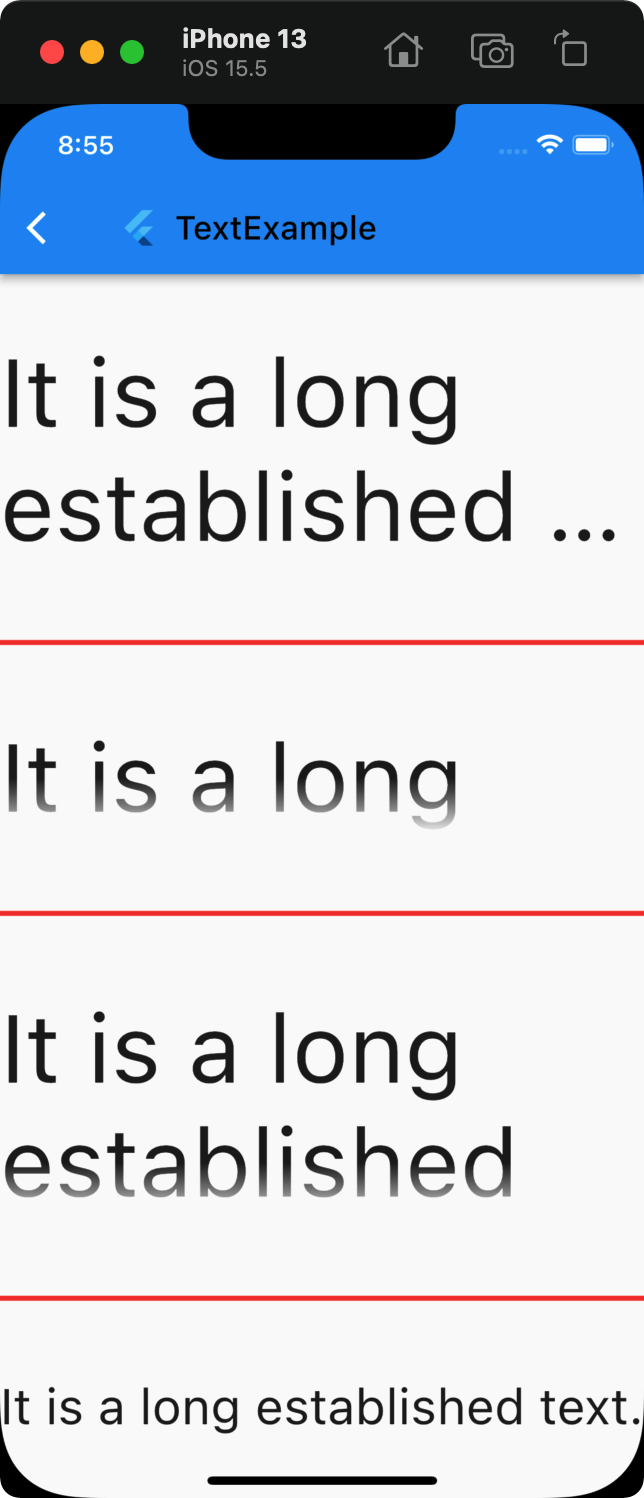 iPhone 13
iOS 15.5
8:55
TextExample
It is a long
established ...
It is a long
It is a long
established
It is a long established text.